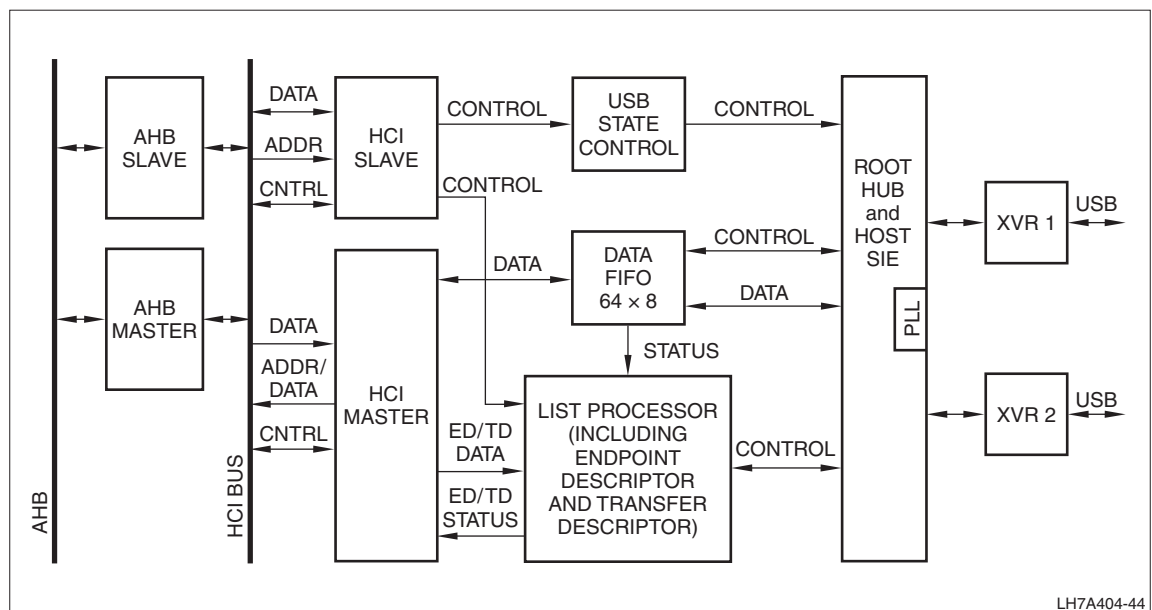 AHB
AHB
SLAVE
AHB
MASTER
HCI BUS
DATA
ADDR
CNTRL
HCI
SLAVE
CONTROL
CONTROL
USB
STATE
CONTROL
CONTROL
DATA
ADDR/
DATA
CNTRL
HCI
MASTER
DATA
DATA
FIFO
64 × 8
CONTROL
DATA
STATUS
ED/TD
DATA
ED/TD
STATUS
LIST PROCESSOR
(INCLUDING
ENDPOINT
DESCRIPTOR
AND TRANSFER
DESCRIPTOR)
CONTROL
ROOT
HUB
and
HOST
SIE
PLL
XVR 1
USB
XVR 2
USB
LH7A404-44